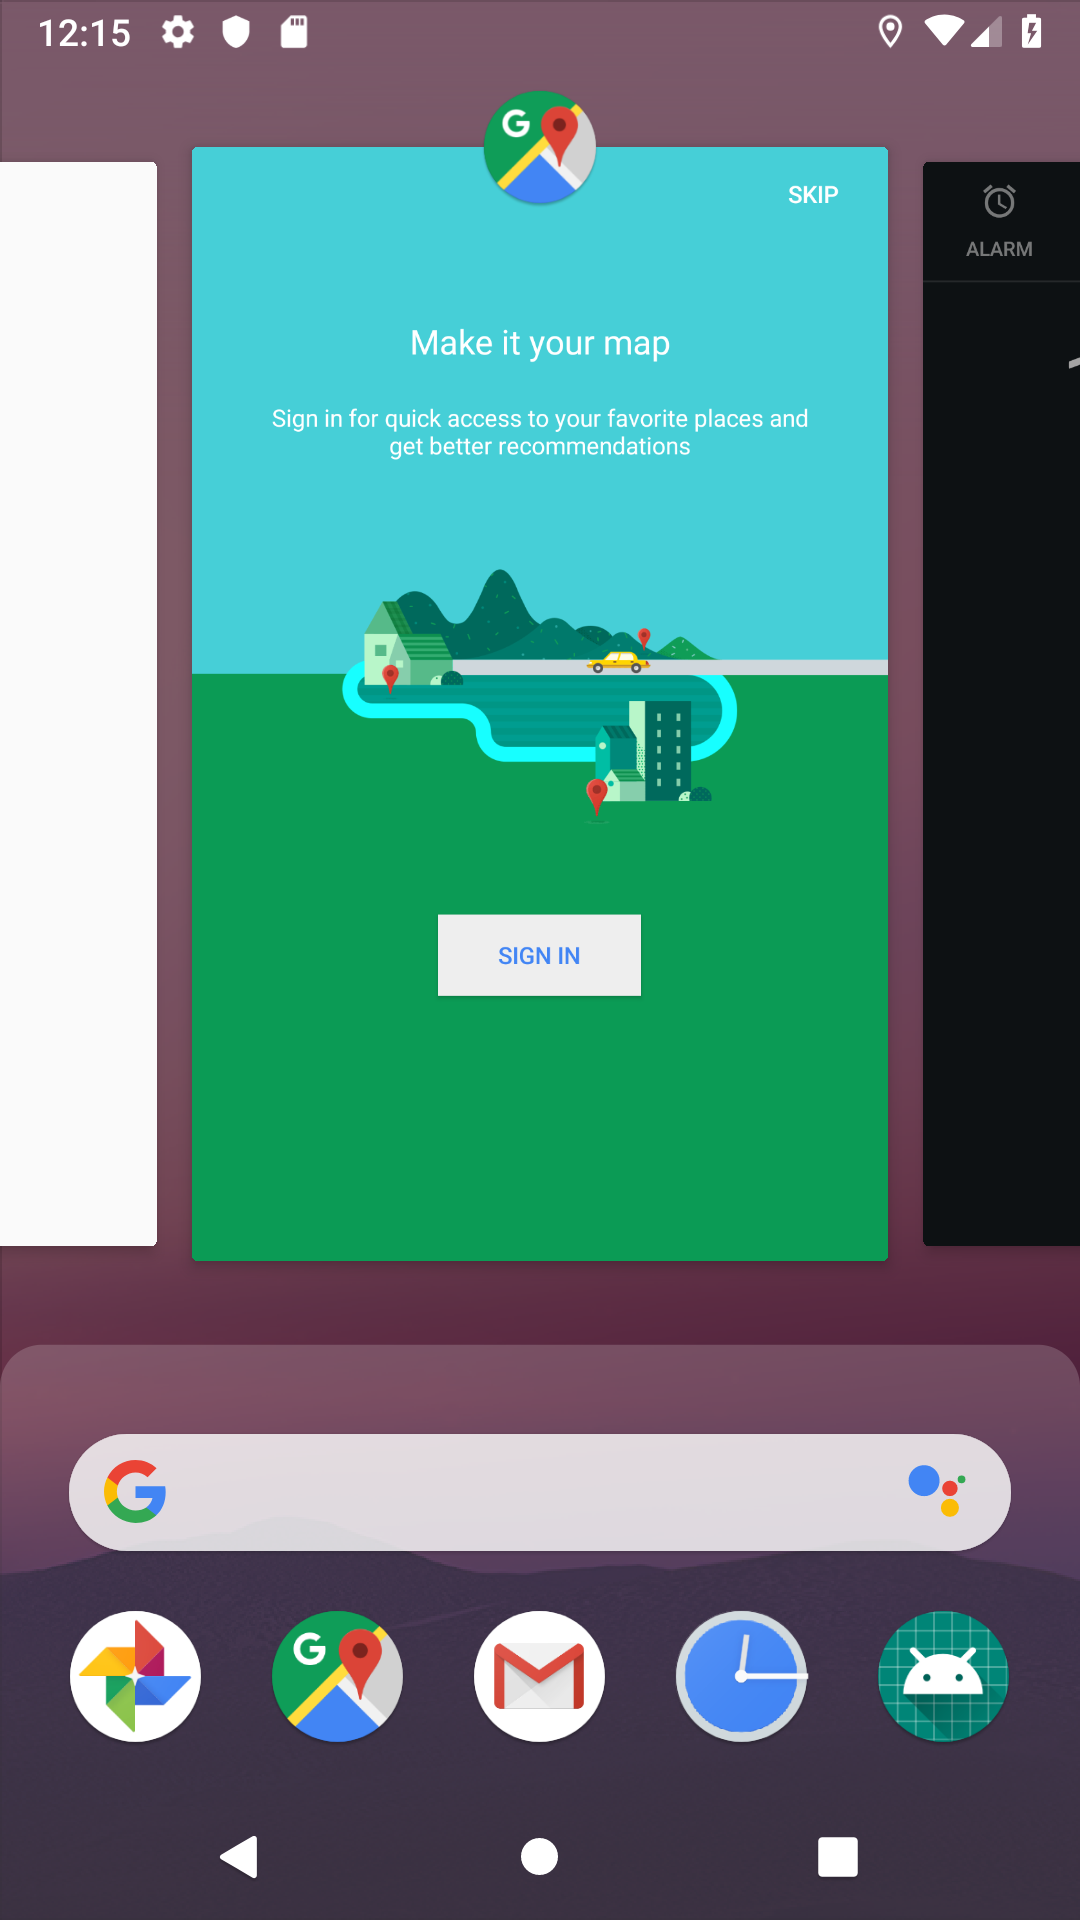 12:15
SKIP
ALARM
Make it your map
Sign in for quick access to your favorite places and
get better recommendations
SIGN IN